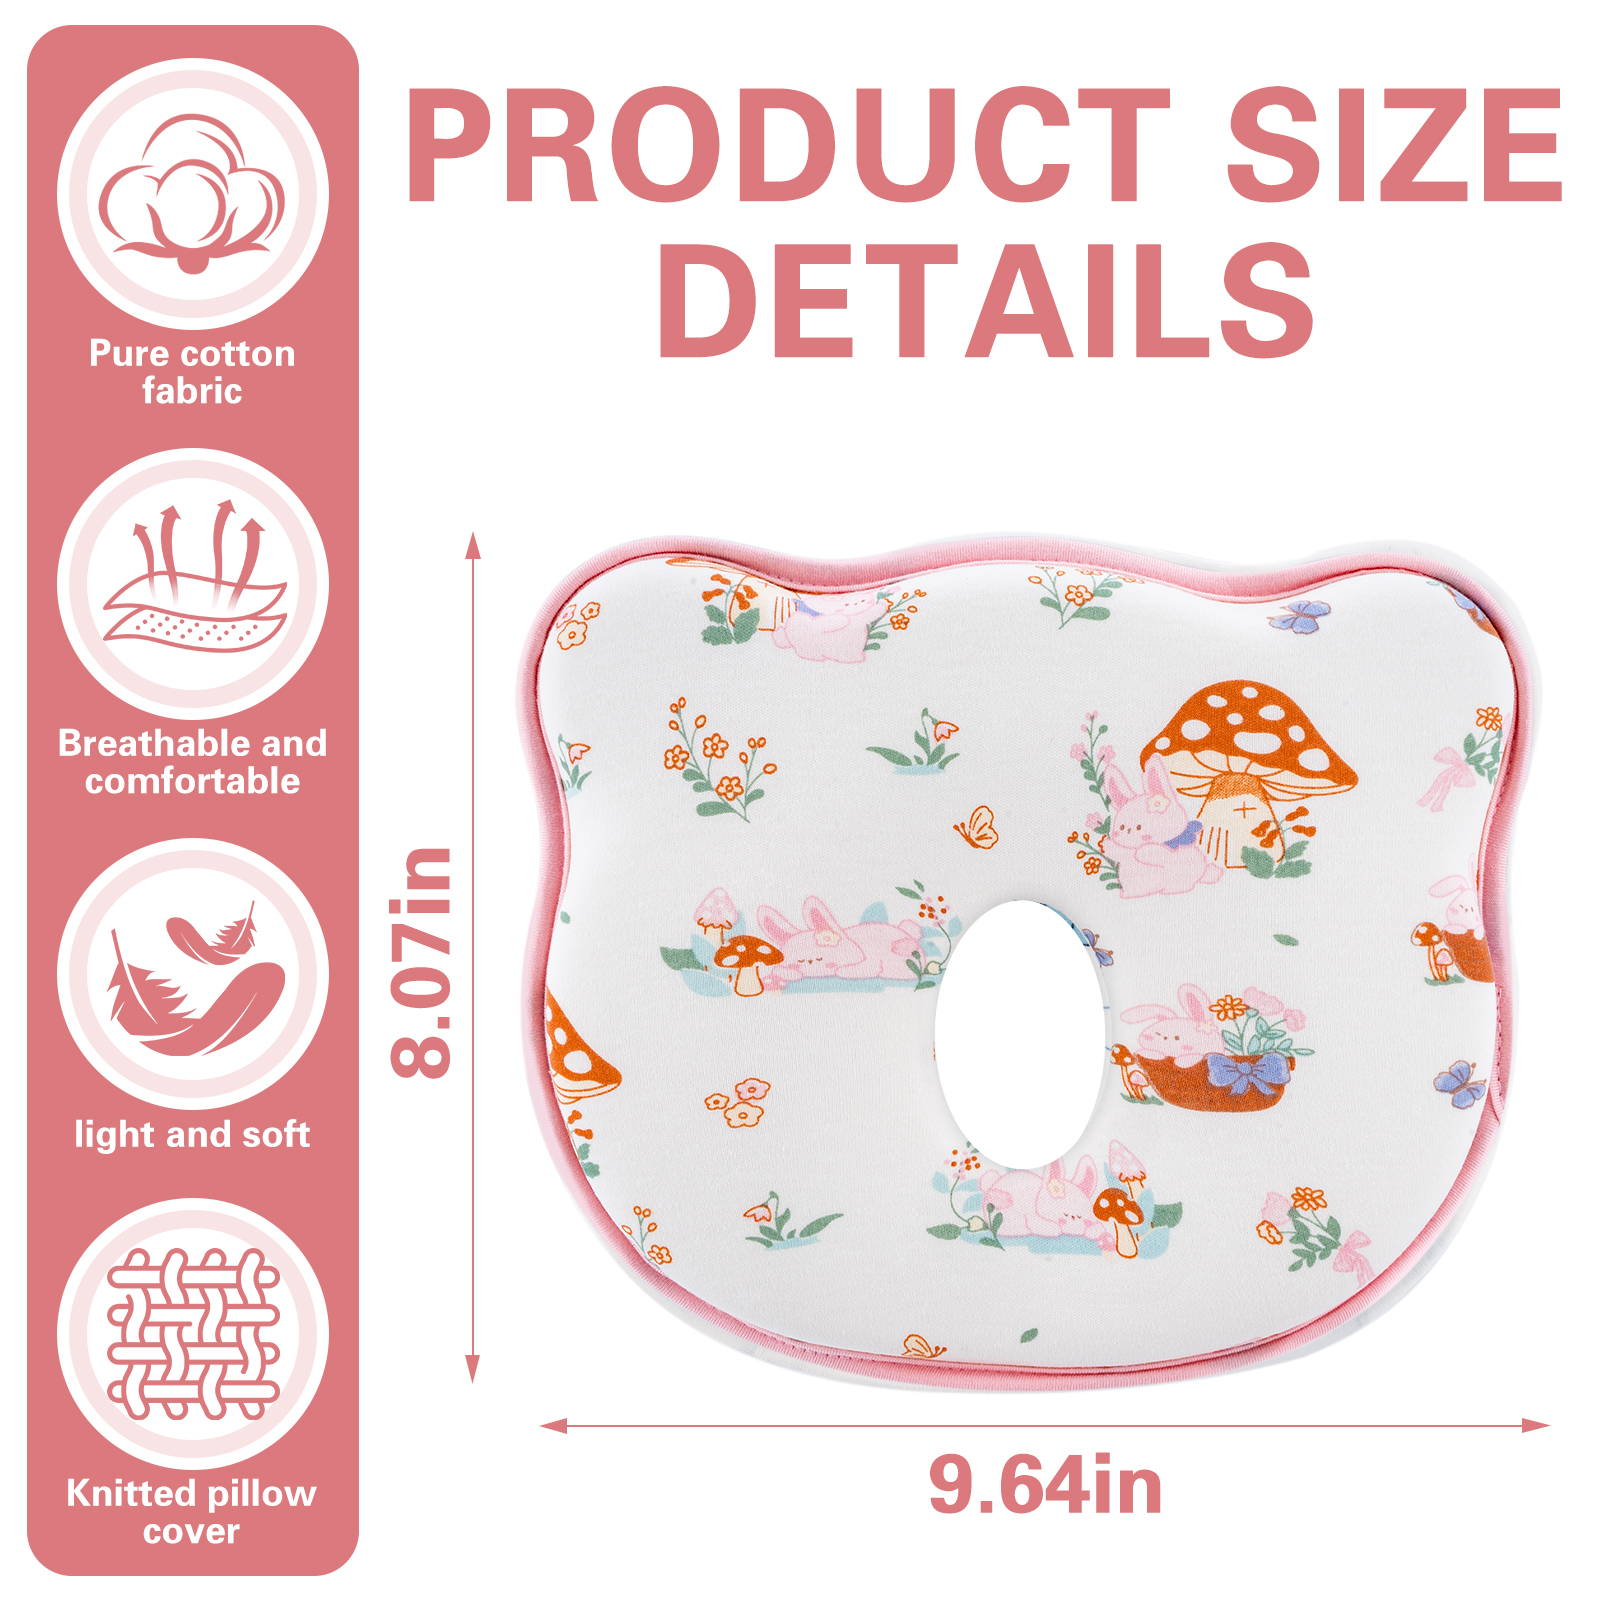 PRODUCT SIZE
DETAILS
Pure cotton
fabric
Breathable and
comfortable
light and soft
Knitted pillow
cover
8.07in
9.64in